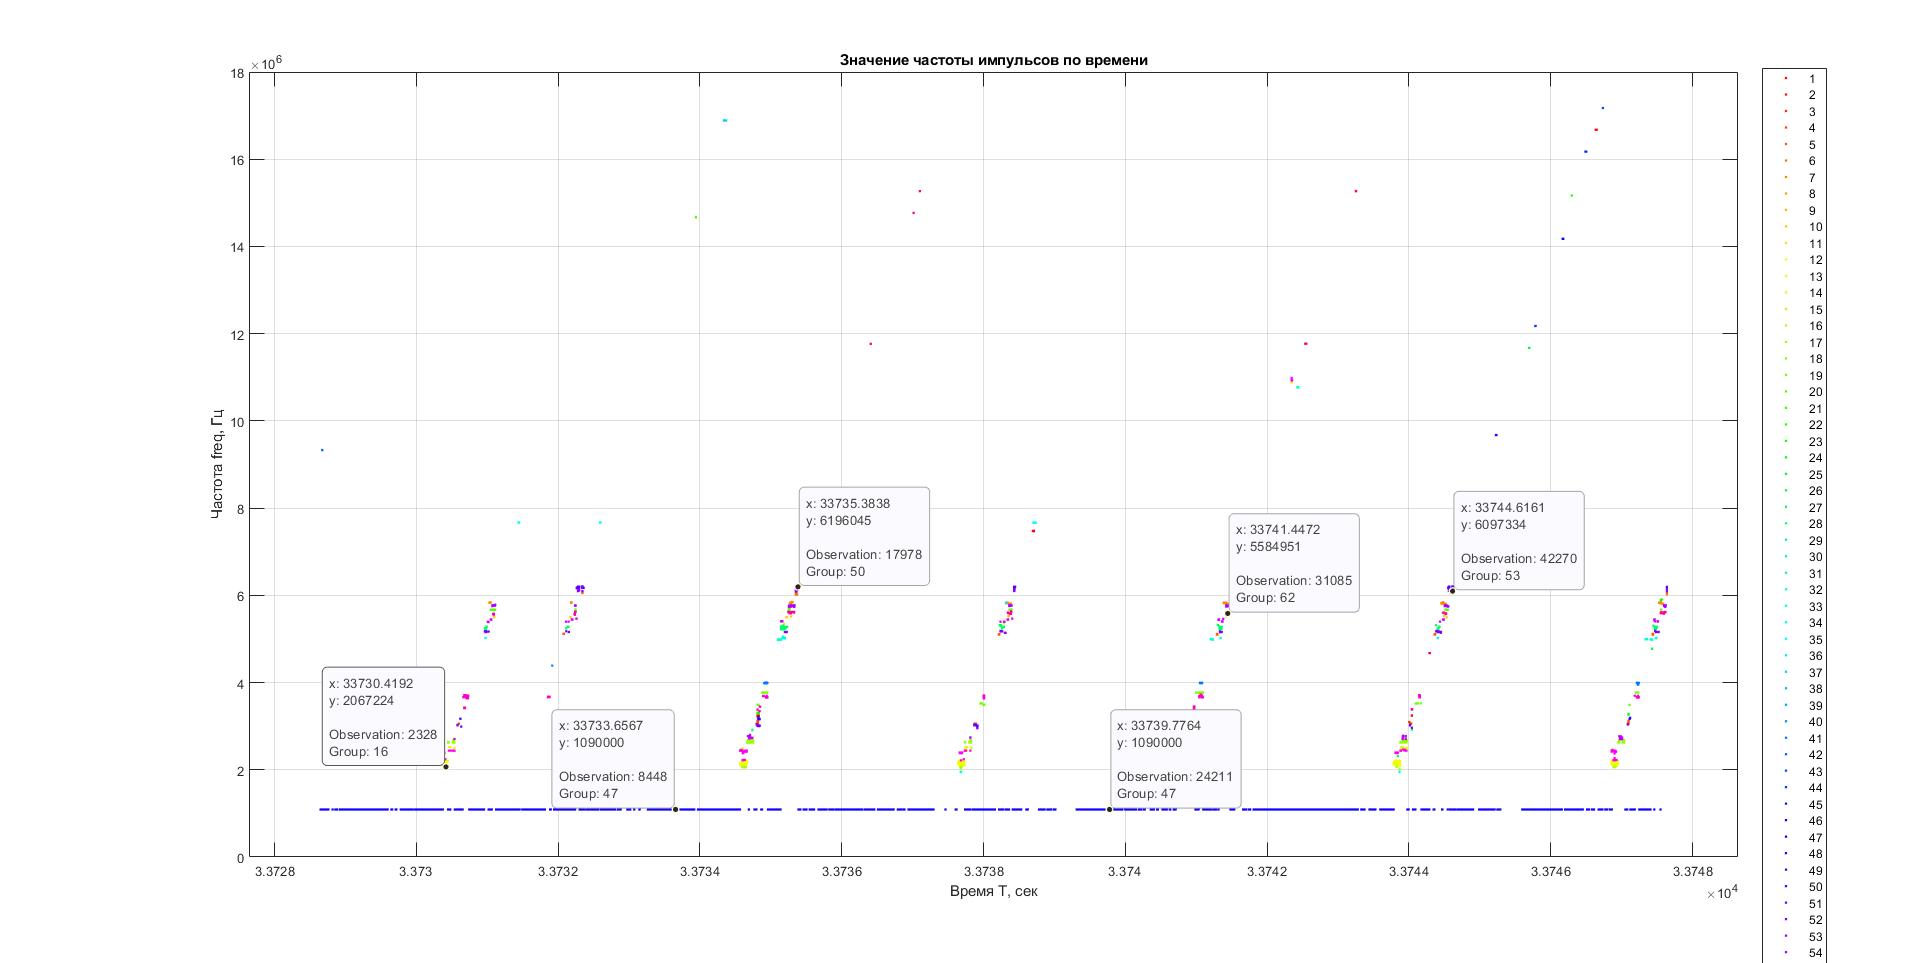 Значение частоты импульсов по времени
×10⁶
18
16
14
12
10
8
6
4
2
0
Частота freq, Гц
x: 33735.3838
y: 6196045
Observation: 17978
Group: 50
x: 33741.4472
y: 5584951
Observation: 31085
Group: 62
x: 33744.6161
y: 6097334
Observation: 42270
Group: 53
x: 33730.4192
y: 2067224
Observation: 2328
Group: 16
x: 33733.6567
y: 1090000
Observation: 8448
Group: 47
x: 33739.7764
y: 1090000
Observation: 24211
Group: 47
3.3728 3.373 3.3732 3.3734 3.3736 3.3738 3.374 3.3742 3.3744 3.3746 3.3748
Время T, сек
×10⁴
1
2
3
4
5
6
7
8
9
10
11
12
13
14
15
16
17
18
19
20
21
22
23
24
25
26
27
28
29
30
31
32
33
34
35
36
37
38
39
40
41
42
43
44
45
46
47
48
49
50
51
52
53
54